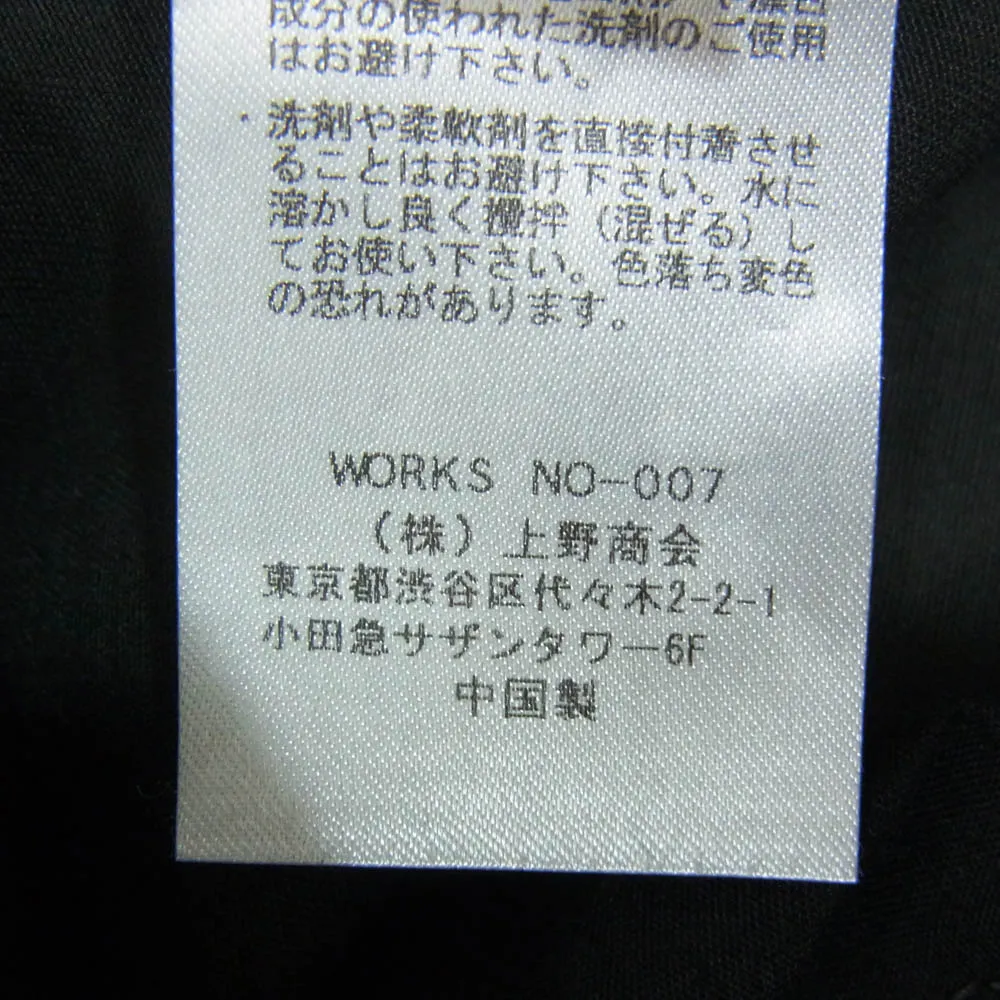 成分の使われた洗剤のご使用
はお避け下さい。
・洗剤や柔軟剤を直接付着させ
ることはお避け下さい。水に
溶かし良く攪拌（混ぜる）し
てお使い下さい。色落ち変色
の恐れがあります。
WORKS NO-007
（株）上野商会
東京都渋谷区代々木2-2-1
小田急サザンタワー6F
中国製